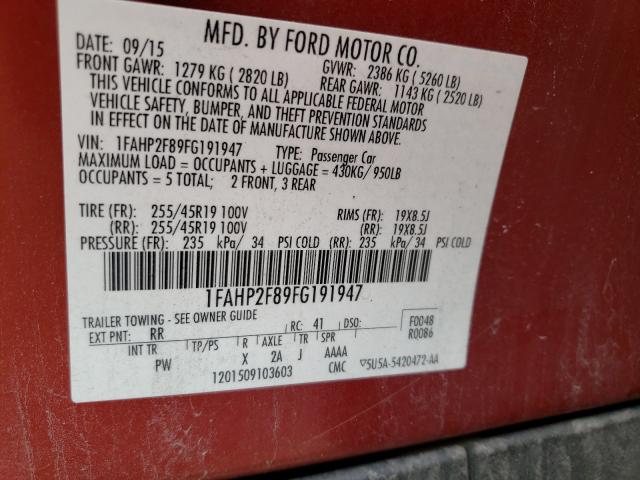 MFD. BY FORD MOTOR CO.
DATE: 09/15 GVWR: 2386 KG ( 5260 LB)
FRONT GAWR: 1279 KG ( 2820 LB) REAR GAWR: 1143 KG ( 2520 LB)
THIS VEHICLE CONFORMS TO ALL APPLICABLE FEDERAL MOTOR
VEHICLE SAFETY, BUMPER, AND THEFT PREVENTION STANDARDS
IN EFFECT ON THE DATE OF MANUFACTURE SHOWN ABOVE.
VIN: 1FAHP2F89FG191947 TYPE: Passenger Car
MAXIMUM LOAD = OCCUPANTS + LUGGAGE = 430KG/ 950LB
OCCUPANTS = 5 TOTAL; 2 FRONT, 3 REAR
TIRE (FR): 255/45R19 100V RIMS (FR): 19X8.5J
(RR): 255/45R19 100V (RR): 19X8.5J
PRESSURE (FR): 235 kPa/ 34 PSI COLD (RR): 235 kPa/ 34 PSI COLD
1FAHP2F89FG191947
TRAILER TOWING - SEE OWNER GUIDE
EXT PNT: RR RC: 41 DSO: F0048
R0086
INT TR TP/PS R AXLE TR SPR
PW X 2A J AAAA
1201509103603 CMC ▽5U5A-5420472-AA